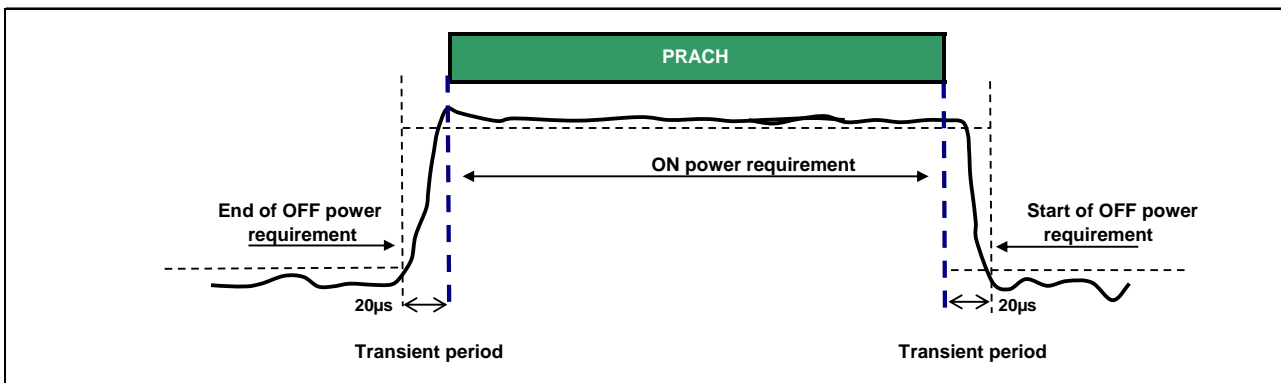 PRACH
ON power requirement
End of OFF power
requirement
Start of OFF power
requirement
20µs
20µs
Transient period
Transient period